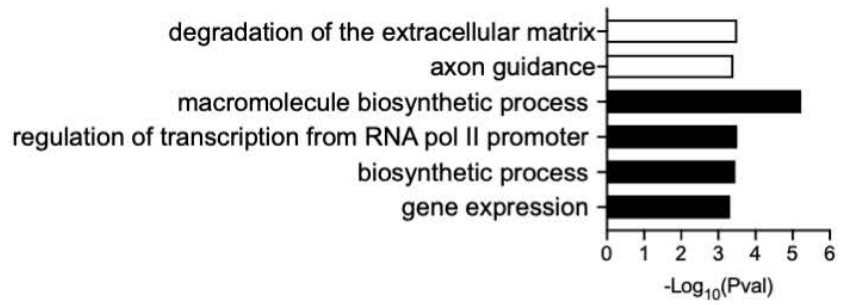 degradation of the extracellular matrix
axon guidance
macromolecule biosynthetic process
regulation of transcription from RNA pol II promoter
biosynthetic process
gene expression
0 1 2 3 4 5 6
-Log10(Pval)